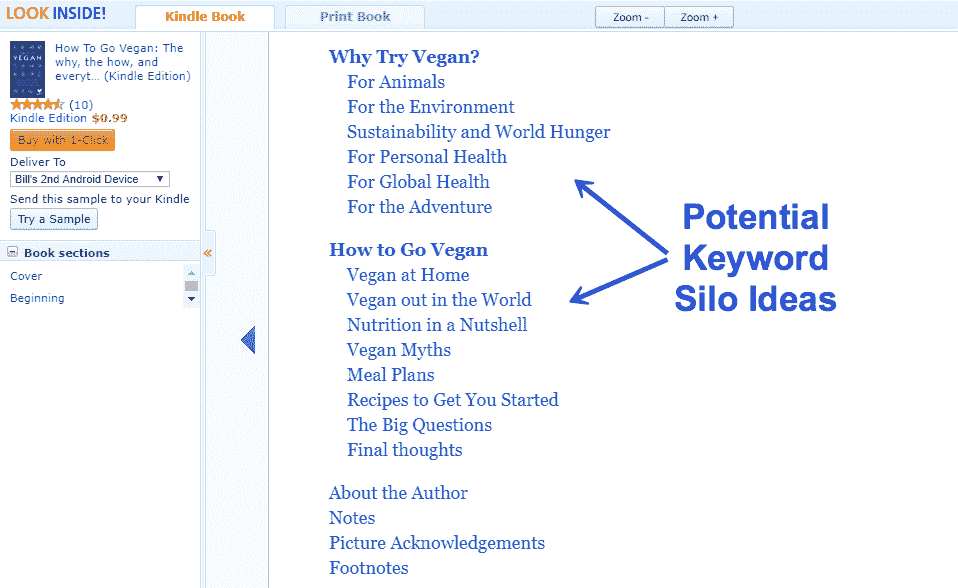 LOOK INSIDE!
Kindle Book
Print Book
Zoom -
Zoom +
VEGAN
How To Go Vegan: The
why, the how, and
everyt... (Kindle Edition)
(10)
Kindle Edition $0.99
Buy with 1-Click
Deliver To
Bill's 2nd Android Device
Send this sample to your Kindle
Try a Sample
Book sections
Cover
Beginning
«
Why Try Vegan?
For Animals
For the Environment
Sustainability and World Hunger
For Personal Health
For Global Health
For the Adventure
How to Go Vegan
Vegan at Home
Vegan out in the World
Nutrition in a Nutshell
Vegan Myths
Meal Plans
Recipes to Get You Started
The Big Questions
Final thoughts
About the Author
Notes
Picture Acknowledgements
Footnotes
Potential
Keyword
Silo Ideas